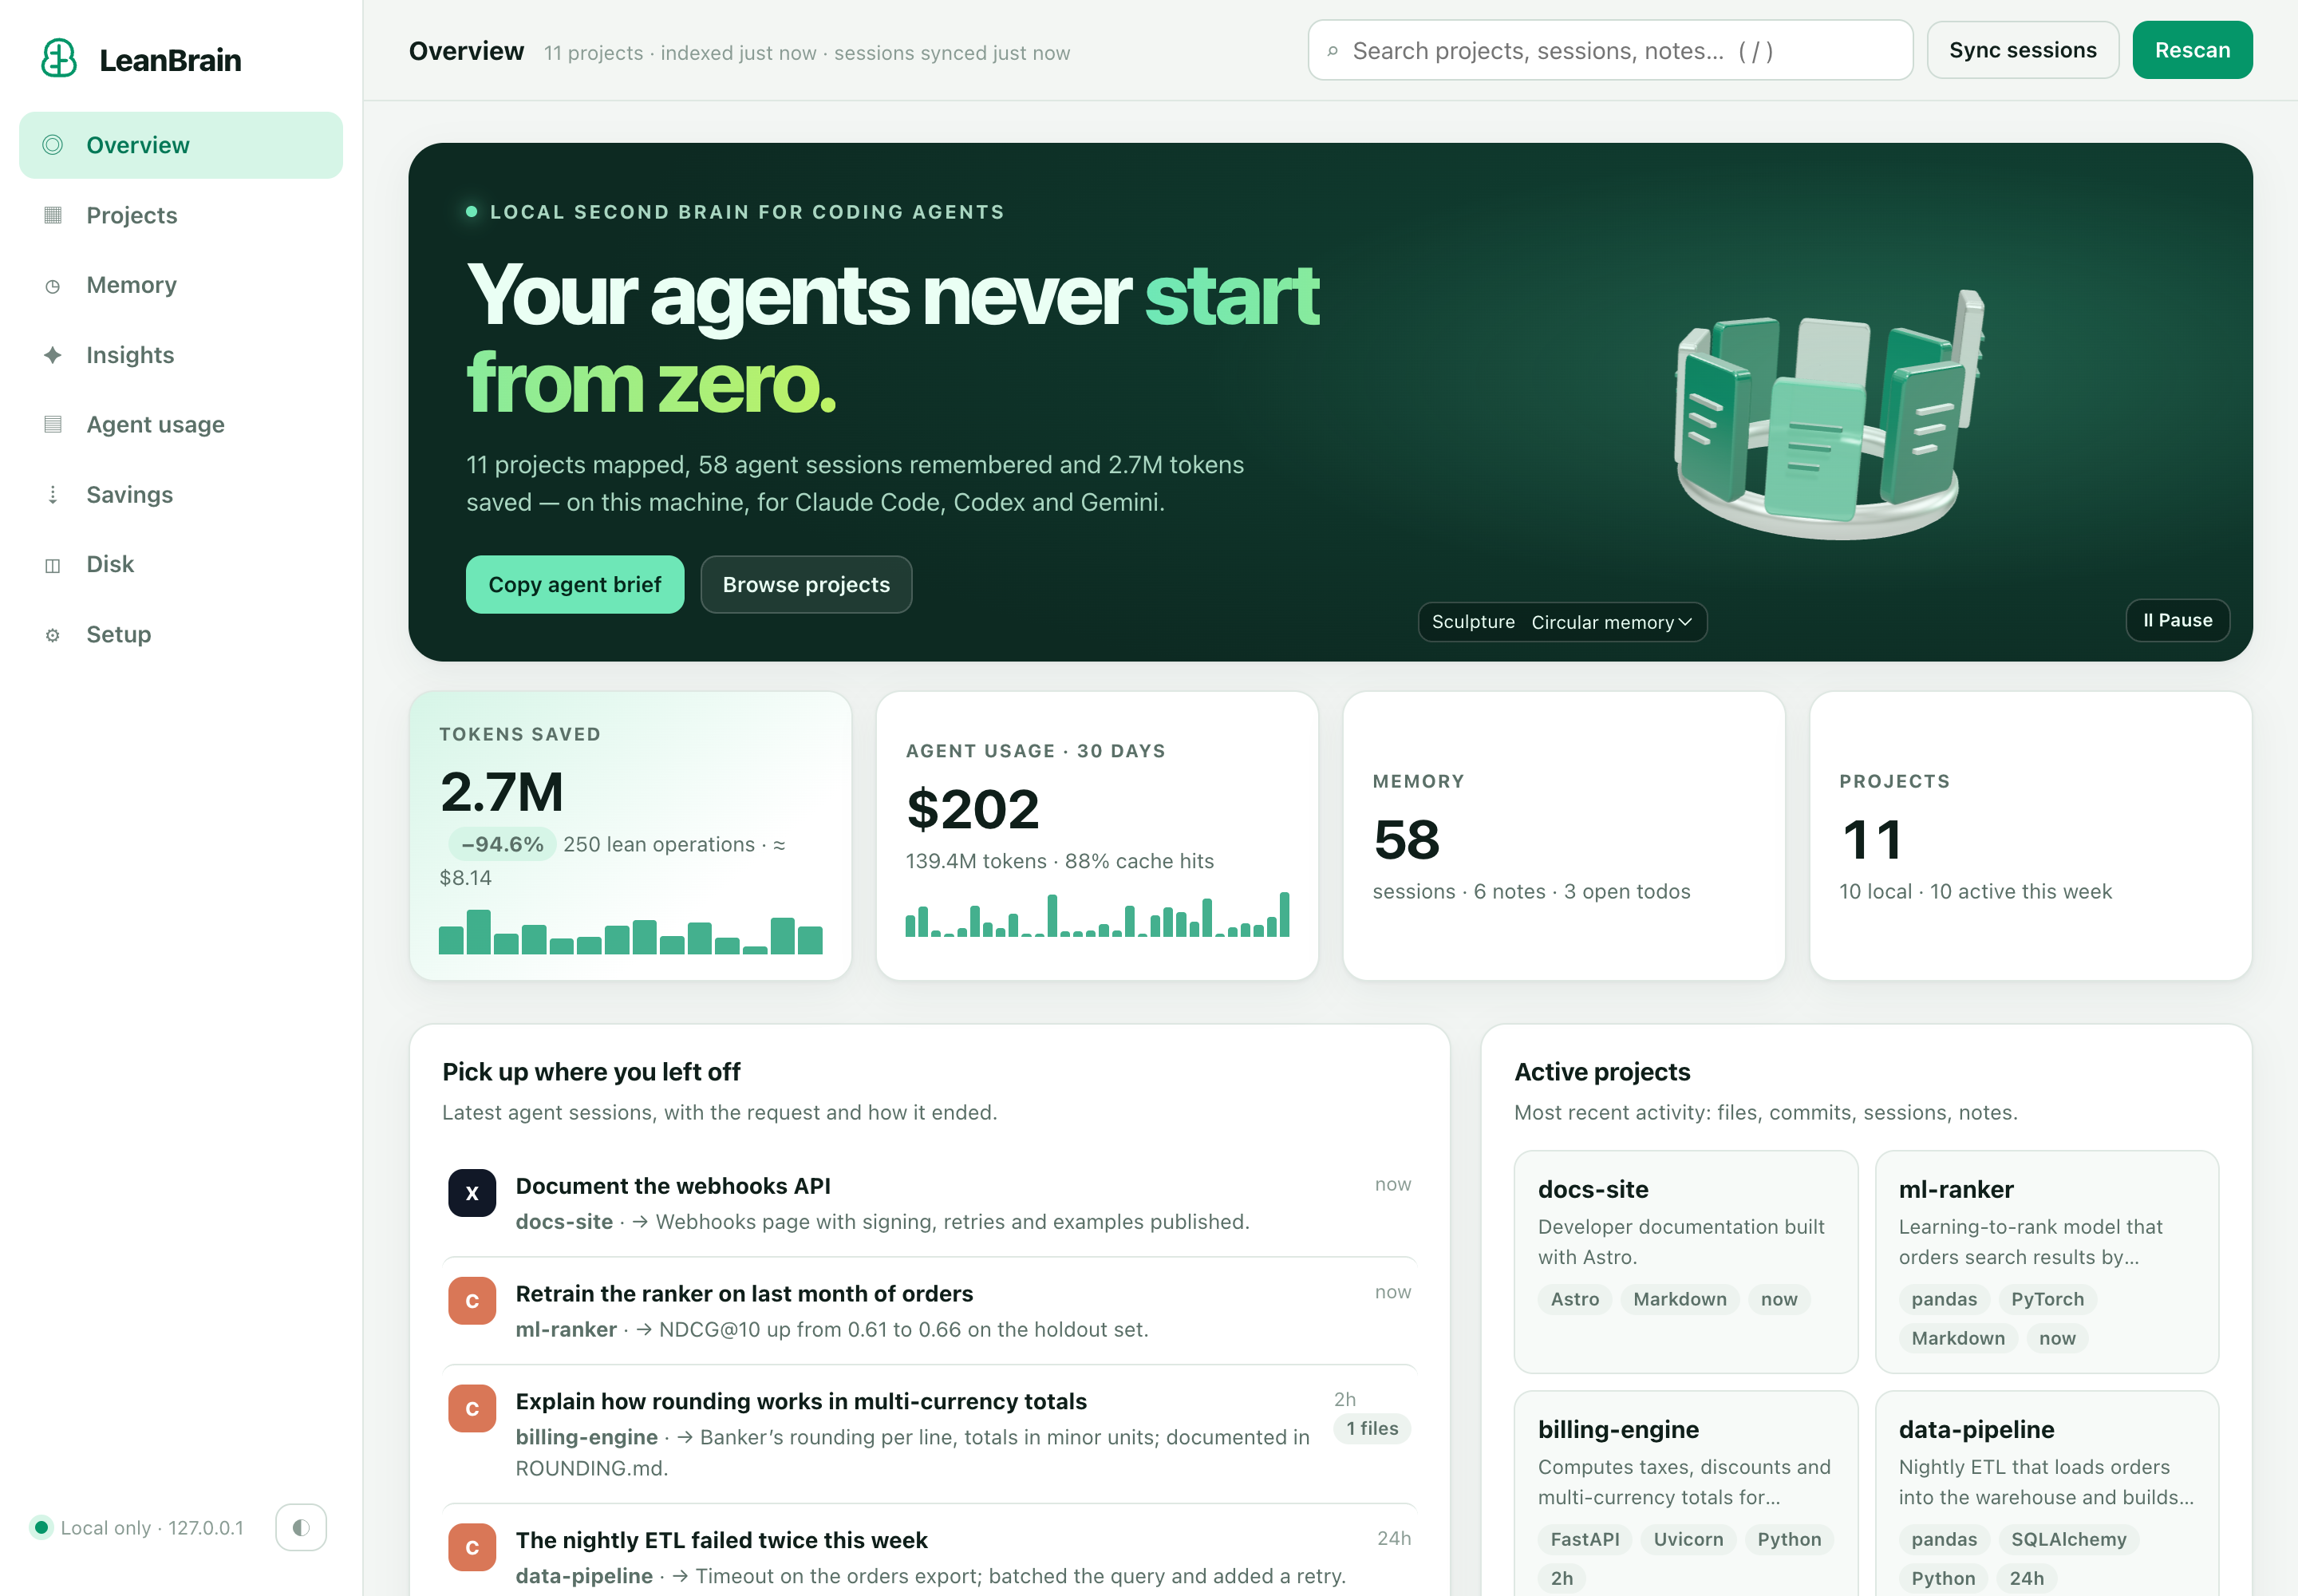 LeanBrain
Overview
Projects
Memory
Insights
Agent usage
Savings
Disk
Setup
Local only · 127.0.0.1
Overview 11 projects · indexed just now · sessions synced just now
Search projects, sessions, notes... ( / )
Sync sessions
Rescan
LOCAL SECOND BRAIN FOR CODING AGENTS
Your agents never start
from zero.
11 projects mapped, 58 agent sessions remembered and 2.7M tokens
saved — on this machine, for Claude Code, Codex and Gemini.
Copy agent brief
Browse projects
Sculpture Circular memory
II Pause
TOKENS SAVED
2.7M
−94.6% 250 lean operations · ≈
$8.14
AGENT USAGE · 30 DAYS
$202
139.4M tokens · 88% cache hits
MEMORY
58
sessions · 6 notes · 3 open todos
PROJECTS
11
10 local · 10 active this week
Pick up where you left off
Latest agent sessions, with the request and how it ended.
X
Document the webhooks API now
docs-site · → Webhooks page with signing, retries and examples published.
C
Retrain the ranker on last month of orders now
ml-ranker · → NDCG@10 up from 0.61 to 0.66 on the holdout set.
C
Explain how rounding works in multi-currency totals 2h
billing-engine · → Banker’s rounding per line, totals in minor units; documented in
ROUNDING.md.
1 files
C
The nightly ETL failed twice this week 24h
data-pipeline · → Timeout on the orders export; batched the query and added a retry.
Active projects
Most recent activity: files, commits, sessions, notes.
docs-site
Developer documentation built
with Astro.
Astro Markdown now
ml-ranker
Learning-to-rank model that
orders search results by...
pandas PyTorch
Markdown now
billing-engine
Computes taxes, discounts and
multi-currency totals for...
FastAPI Uvicorn Python
2h
data-pipeline
Nightly ETL that loads orders
into the warehouse and builds...
pandas SQLAlchemy
Python 24h